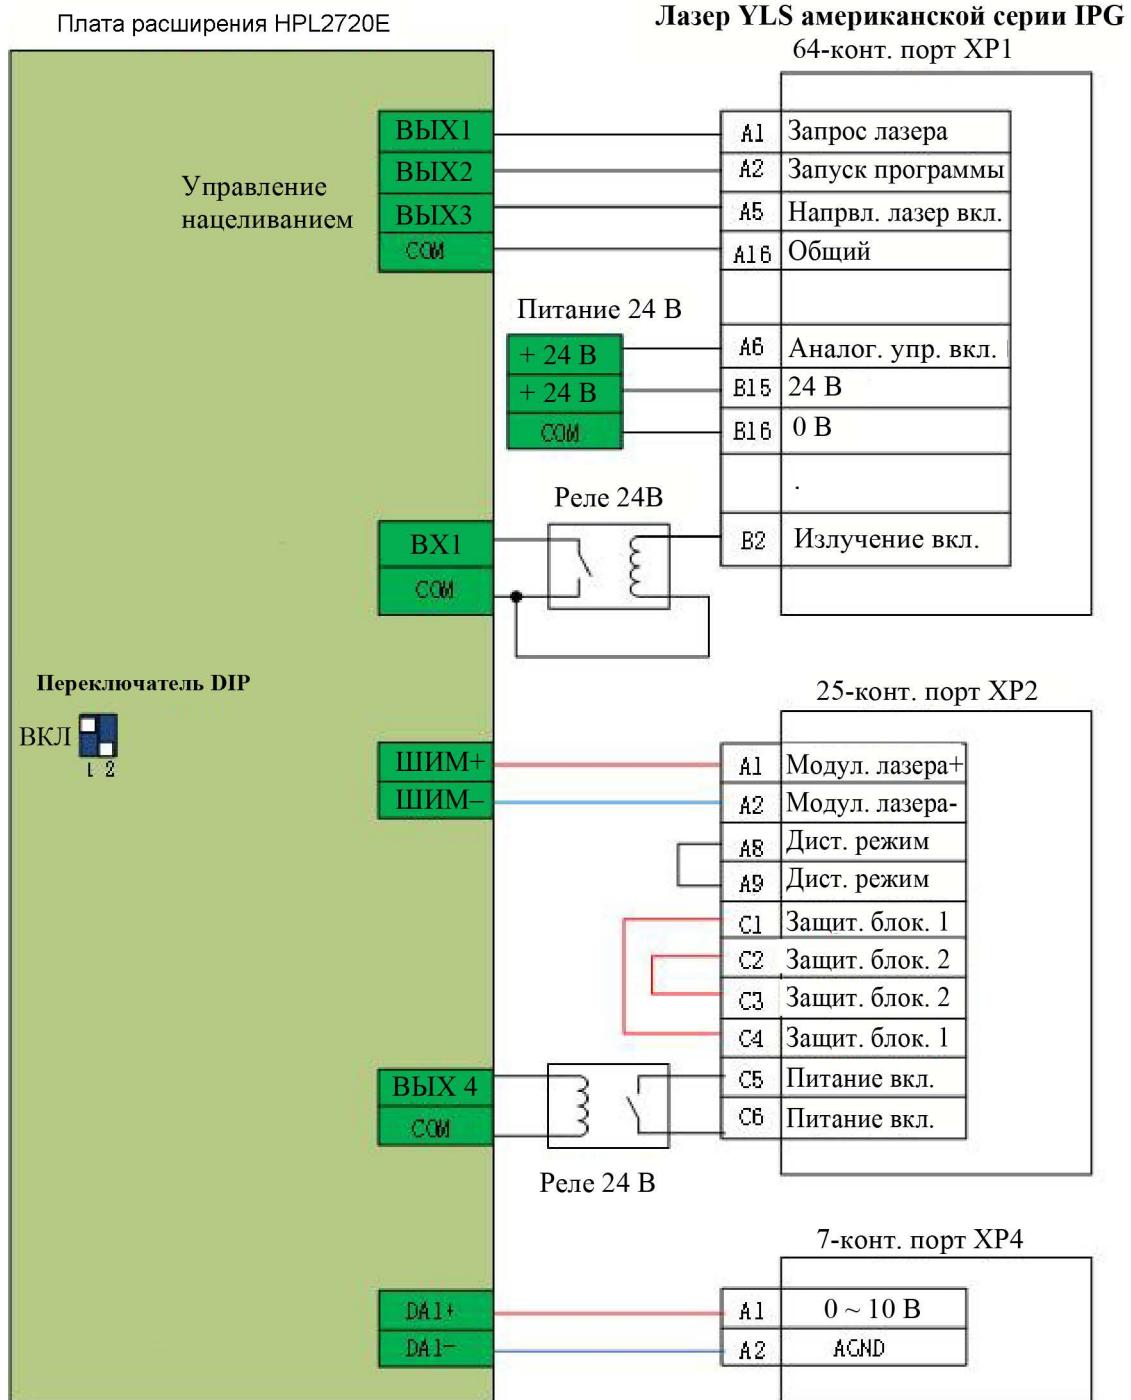 Плата расширения HPL2720E
Лазер YLS американской серии IPG
64-конт. порт XP1
ВЫХ1
A1 Запрос лазера
ВЫХ2
A2 Запуск программы
Управление
нацеливанием
ВЫХ3
A5 Напрвл. лазер вкл.
COM
A16 Общий
Питание 24 В
+ 24 В
A6 Аналог. упр. вкл.
+ 24 В
B15 24 В
COM
B16 0 В
.
Реле 24В
ВХ1
B2 Излучение вкл.
COM
Переключатель DIP
ВКЛ
1 2
25-конт. порт XP2
ШИМ+
A1 Модул. лазера+
ШИМ–
A2 Модул. лазера-
A8 Дист. режим
A9 Дист. режим
C1 Защит. блок. 1
C2 Защит. блок. 2
C3 Защит. блок. 2
C4 Защит. блок. 1
ВЫХ 4
C5 Питание вкл.
COM
C6 Питание вкл.
Реле 24 В
7-конт. порт XP4
DA1+
A1 0 ~ 10 В
DA1-
A2 AGND